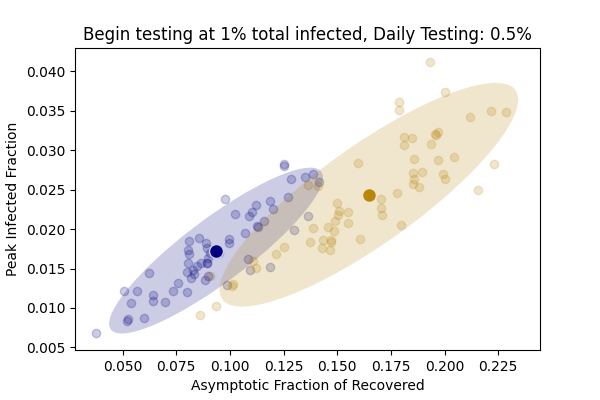 Begin testing at 1% total infected, Daily Testing: 0.5%
Peak Infected Fraction
0.040
0.035
0.030
0.025
0.020
0.015
0.010
0.005
0.050 0.075 0.100 0.125 0.150 0.175 0.200 0.225
Asymptotic Fraction of Recovered